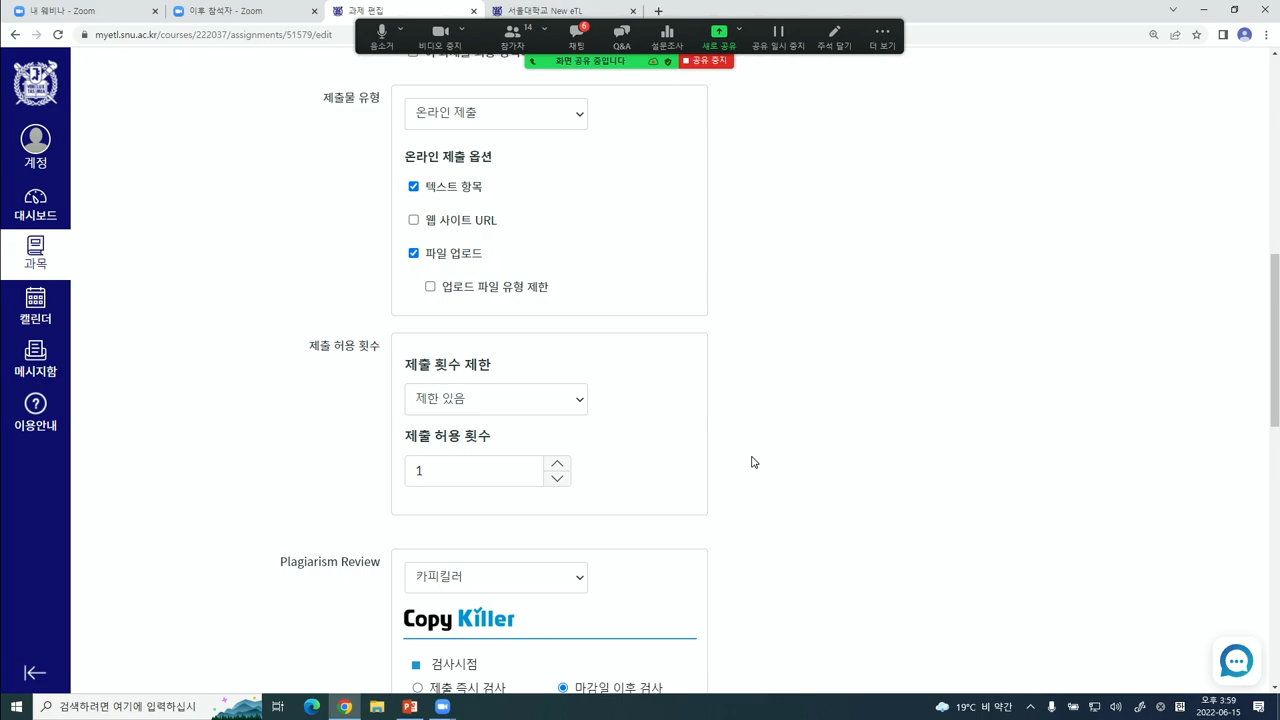 내 웨비나 - Zoom
이후 참석자 - Zoom
과제 편집
서울대학교 New eTL
myetl.snu.ac.kr/courses/222037/assignments/51579/edit
음소거
비디오 중지
14
참가자
6
채팅
Q&A
설문조사
새로 공유
공유 일시 중지
주석 달기
더 보기
화면 공유 중입니다
공유 중지
계정
대시보드
과목
캘린더
메시지함
이용안내
제출물 유형
온라인 제출
온라인 제출 옵션
텍스트 항목
웹 사이트 URL
파일 업로드
업로드 파일 유형 제한
제출 허용 횟수
제출 횟수 제한
제한 있음
제출 허용 횟수
1
Plagiarism Review
카피킬러
Copy Killer
검사시점
제출 즉시 검사
마감일 이후 검사
검색하려면 여기에 입력하십시
19°C 비 약간
오후 3:59
2022-06-15